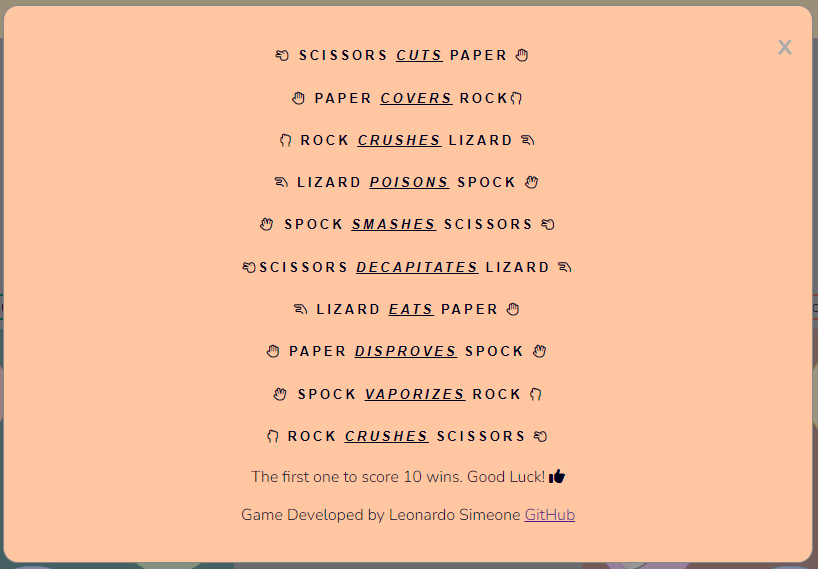 X
SCISSORS CUTS PAPER
PAPER COVERS ROCK
ROCK CRUSHES LIZARD
LIZARD POISONS SPOCK
SPOCK SMASHES SCISSORS
SCISSORS DECAPITATES LIZARD
LIZARD EATS PAPER
PAPER DISPROVES SPOCK
SPOCK VAPORIZES ROCK
ROCK CRUSHES SCISSORS
The first one to score 10 wins. Good Luck!
Game Developed by Leonardo Simeone GitHub